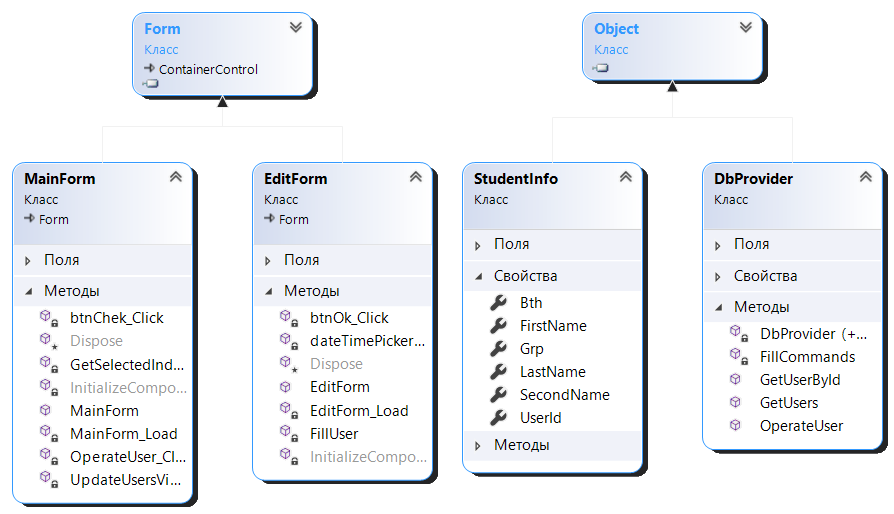 Form
Класс
ContainerControl
Object
Класс
MainForm
Класс
Form
Поля
Методы
btnChek_Click
Dispose
GetSelectedInd...
InitializeCompo...
MainForm
MainForm_Load
OperateUser_Cl...
UpdateUsersVi...
EditForm
Класс
Form
Поля
Методы
btnOk_Click
dateTimePicker...
Dispose
EditForm
EditForm_Load
FillUser
InitializeCompo...
StudentInfo
Класс
Поля
Свойства
Bth
FirstName
Grp
LastName
SecondName
UserId
Методы
DbProvider
Класс
Поля
Свойства
Методы
DbProvider (+...
FillCommands
GetUserById
GetUsers
OperateUser